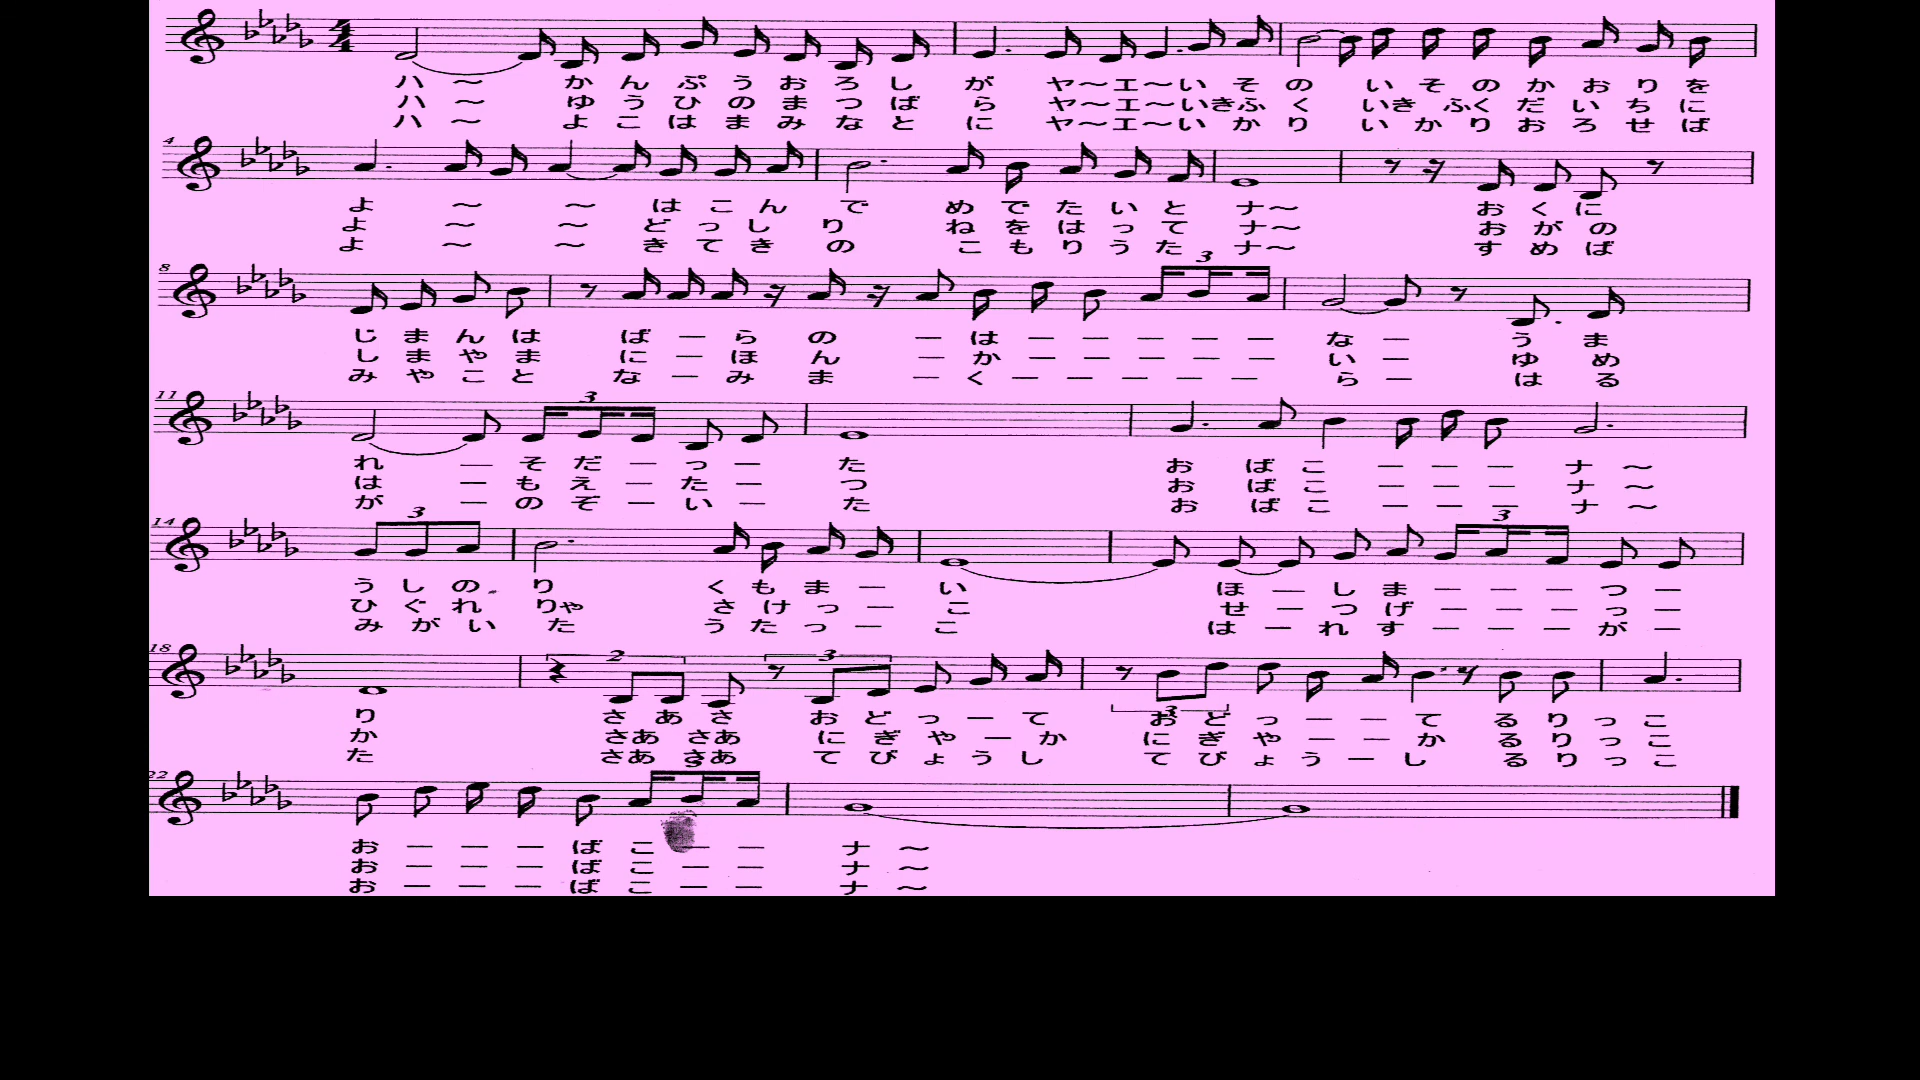 ハ ～ か ん ぷ う お ろ し が ヤ～エ～い そ の い そ の か お り を
ハ ～ ゆ う ひ の ま つ ば ら ヤ～エ～いきふ く いき ふく だ い ち に
ハ ～ よ こ は ま み な と に ヤ～エ～い か り い か り お ろ せ ば
4
よ ～ ～ は こ ん で め で た い と ナ～ お く に
よ ～ ～ ど っ し り ね を は っ て ナ～ お が の
よ ～ ～ き て き の こ も り う た ナ～ す め ば
8
3
じ ま ん は ば ー ら の ー は ー ー ー ー ー な ー う ま
し ま や ま に ー ほ ん ー か ー ー ー ー ー い ー ゆ め
み や こ と な ー み ま ー く ー ー ー ー ー ら ー は る
11
3
れ ー そ だ ー っ ー た お ば こ ー ー ー ナ ～
は ー も え ー た ー つ お ば こ ー ー ー ナ ～
が ー の ぞ ー い ー た お ば こ ー ー ー ナ ～
14
3 3
う し の り く も ま ー い ほ ー し ま ー ー ー つ ー
ひ ぐ れ りゃ さ け っ ー こ せ ー つ げ ー ー ー っ ー
み が い た う た っ ー こ は ー れ す ー ー ー が ー
18
2 3
3
り さ あ さ お ど っ ー て お ど っ ー ー て る り っ こ
か さあ さあ に ぎ や ー か に ぎ や ー ー か る り っ こ
た さあ さあ て び ょ う し て び ょ う ー し る り っ こ
22
3
お ー ー ー ば こ ー ー ナ ～
お ー ー ー ば こ ー ー ナ ～
お ー ー ー ば こ ー ー ナ ～